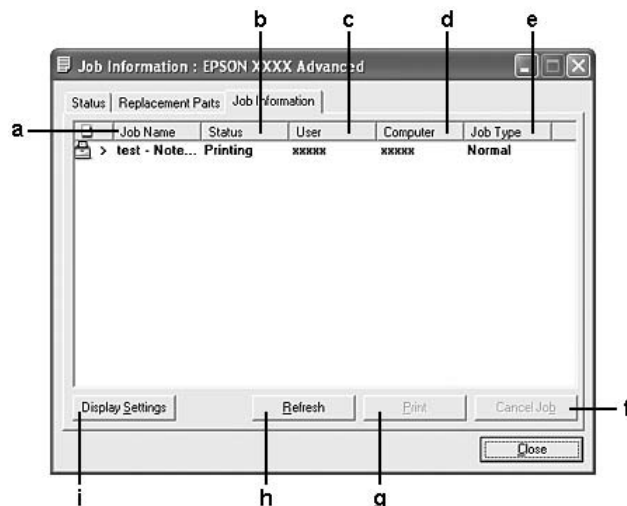 b c d e
Job Information : EPSON XXXX Advanced
Status Replacement Parts Job Information
a
Job Name Status User Computer Job Type
> test - Note... Printing xxxxx xxxxx Normal
Display Settings Refresh Print Cancel Job
f
Close
i h g